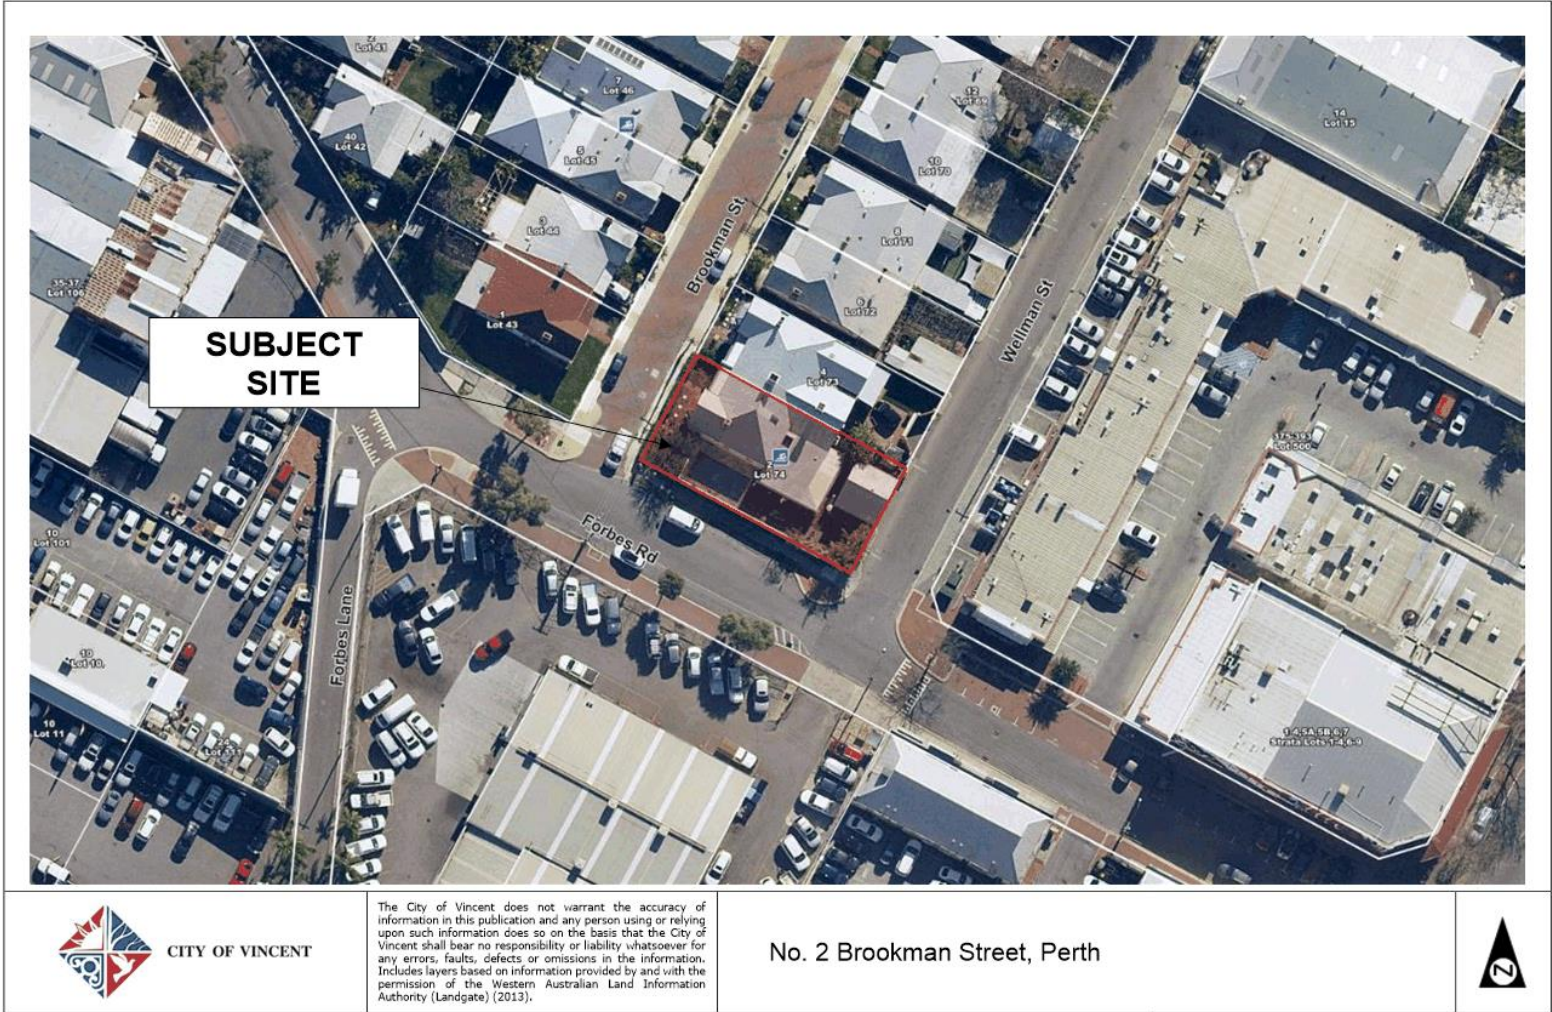 2
Lot 41
7
Lot 46
12
Lot 69
14
Lot 15
40
Lot 42
5
Lot 45
10
Lot 70
3
Lot 44
8
Lot 71
Brookman St
35-37
Lot 106
1
Lot 43
6
Lot 72
Wellman St
SUBJECT
SITE
4
Lot 73
2
Lot 74
10
Lot 101
Forbes Rd
Forbes Lane
10
Lot 10
10
Lot 11
Lot 111
1-4,5A,5B,6,7
Strata Lots 1-4,6-9
CITY OF VINCENT
The City of Vincent does not warrant the accuracy of
information in this publication and any person using or relying
upon such information does so on the basis that the City of
Vincent shall bear no responsibility or liability whatsoever for
any errors, faults, defects or omissions in the information.
Includes layers based on information provided by and with the
permission of the Western Australian Land Information
Authority (Landgate) (2013).
No. 2 Brookman Street, Perth
N